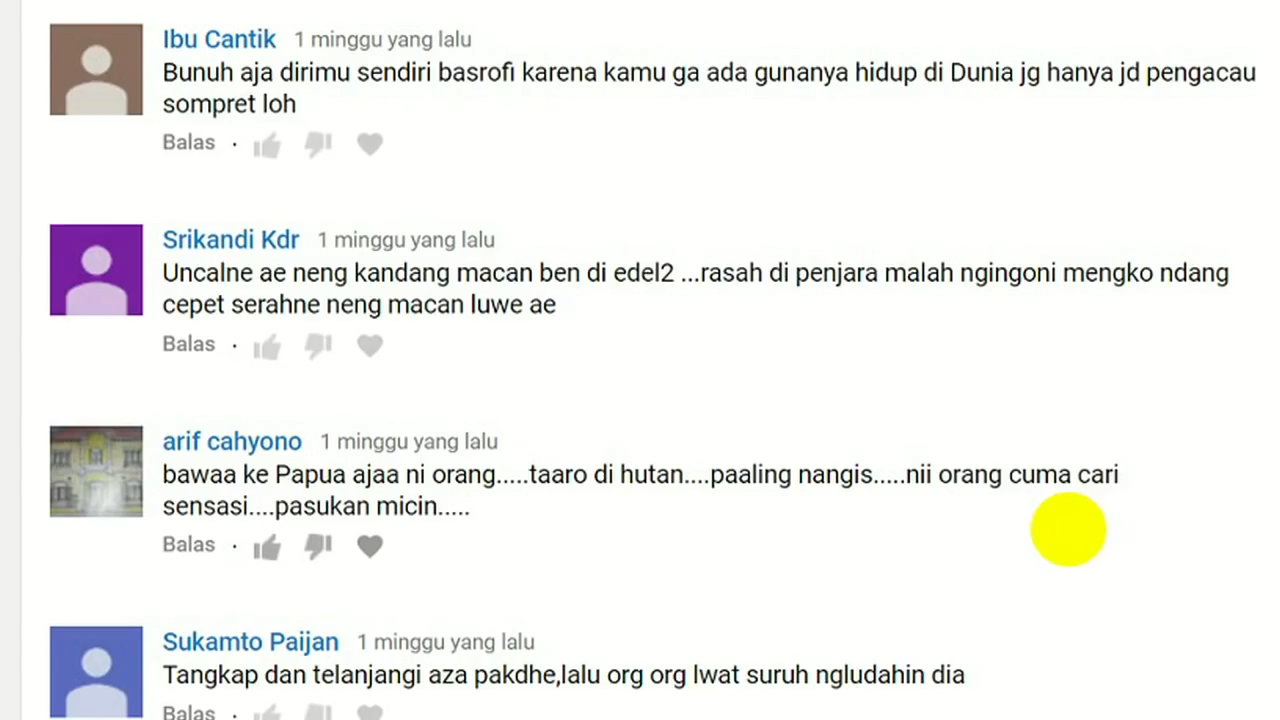 Ibu Cantik 1 minggu yang lalu
Bunuh aja dirimu sendiri basrofi karena kamu ga ada gunanya hidup di Dunia jg hanya jd pengacau
sompret loh
Balas ·
Srikandi Kdr 1 minggu yang lalu
Uncalne ae neng kandang macan ben di edel2 ...rasah di penjara malah ngingoni mengko ndang
cepet serahne neng macan luwe ae
Balas ·
arif cahyono 1 minggu yang lalu
bawaa ke Papua ajaa ni orang.....taaro di hutan....paaling nangis.....nii orang cuma cari
sensasi....pasukan micin.....
Balas ·
Sukamto Paijan 1 minggu yang lalu
Tangkap dan telanjangi aza pakdhe,lalu org org lwat suruh ngludahin dia
Balas ·